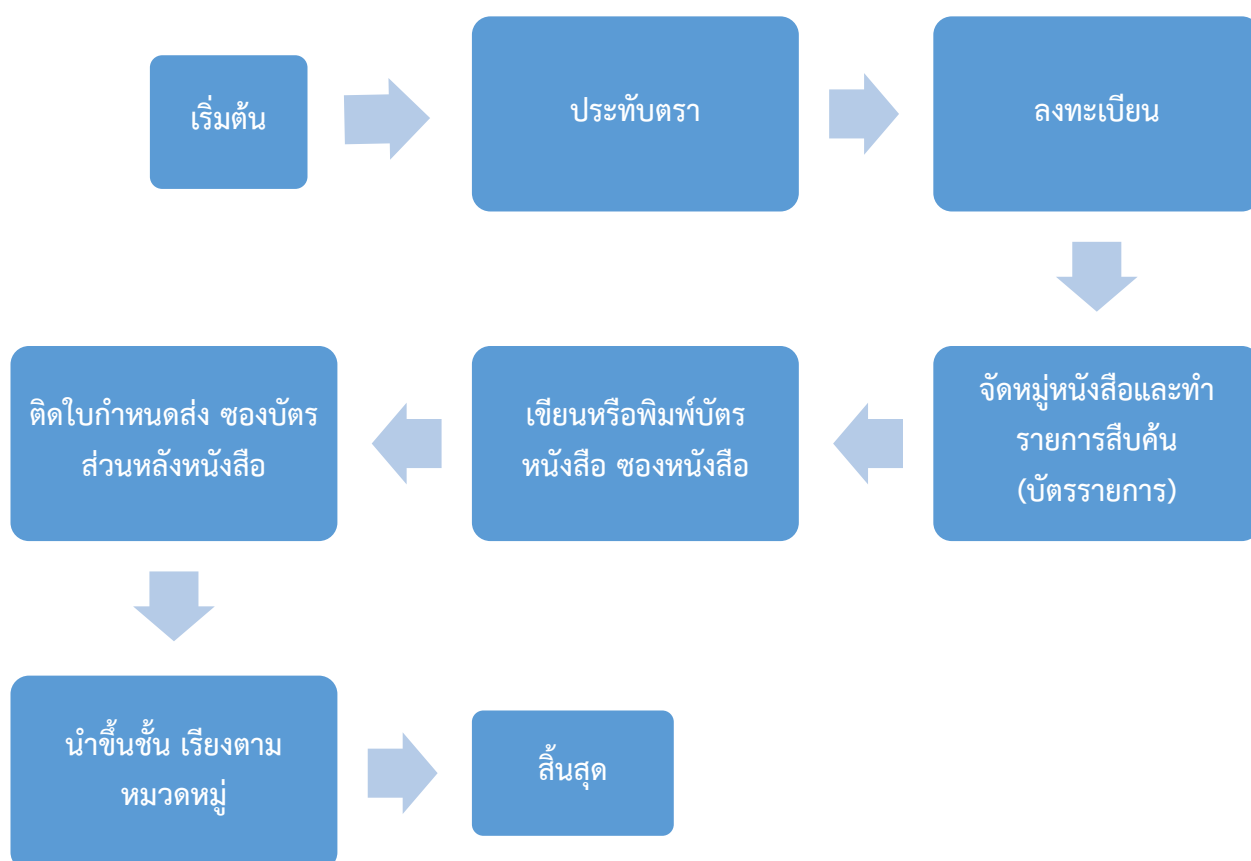 เริ่มต้น
ประทับตรา
ลงทะเบียน
จัดหมู่หนังสือและทำ
รายการสืบค้น
(บัตรรายการ)
เขียนหรือพิมพ์บัตร
หนังสือ ซองหนังสือ
ติดใบกำหนดส่ง ซองบัตร
ส่วนหลังหนังสือ
นำขึ้นชั้น เรียงตาม
หมวดหมู่
สิ้นสุด